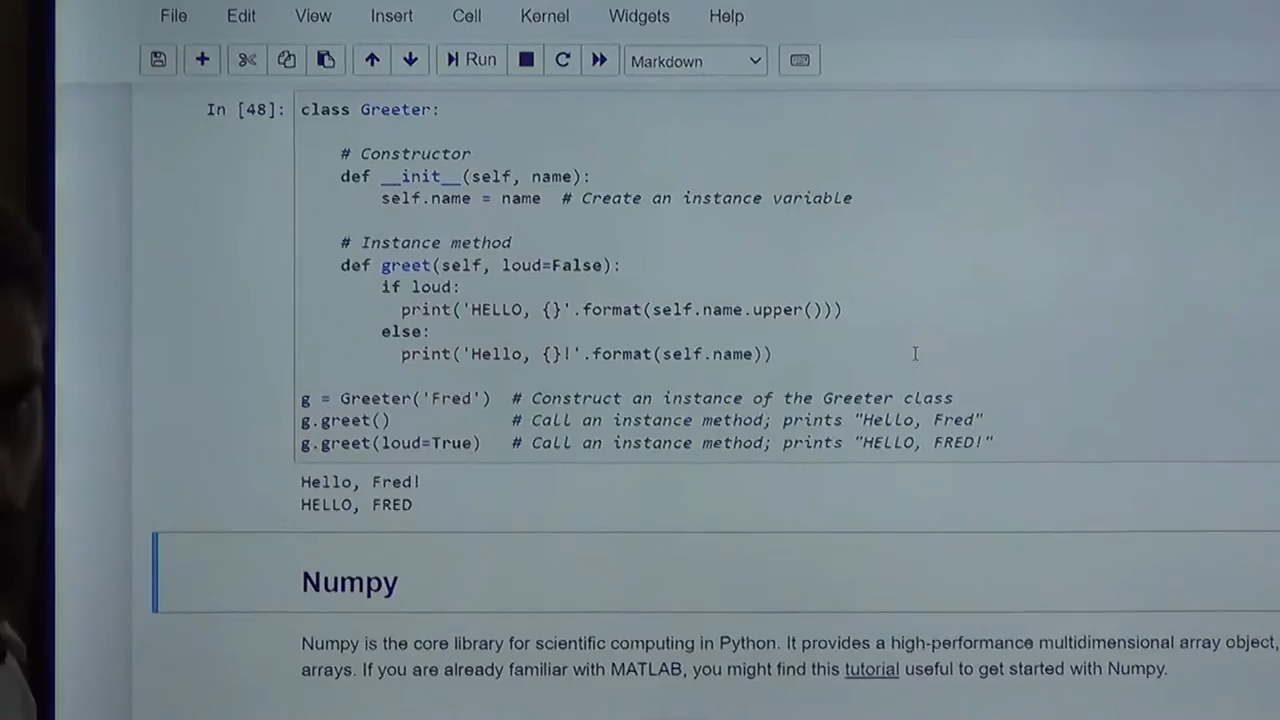 File Edit View Insert Cell Kernel Widgets Help
Run Markdown
In [48]: class Greeter:
# Constructor
def __init__(self, name):
self.name = name # Create an instance variable
# Instance method
def greet(self, loud=False):
if loud:
print('HELLO, {}'.format(self.name.upper()))
else:
print('Hello, {}!'.format(self.name))
g = Greeter('Fred') # Construct an instance of the Greeter class
g.greet() # Call an instance method; prints "Hello, Fred"
g.greet(loud=True) # Call an instance method; prints "HELLO, FRED!"
Hello, Fred!
HELLO, FRED
Numpy
Numpy is the core library for scientific computing in Python. It provides a high-performance multidimensional array object,
arrays. If you are already familiar with MATLAB, you might find this tutorial useful to get started with Numpy.